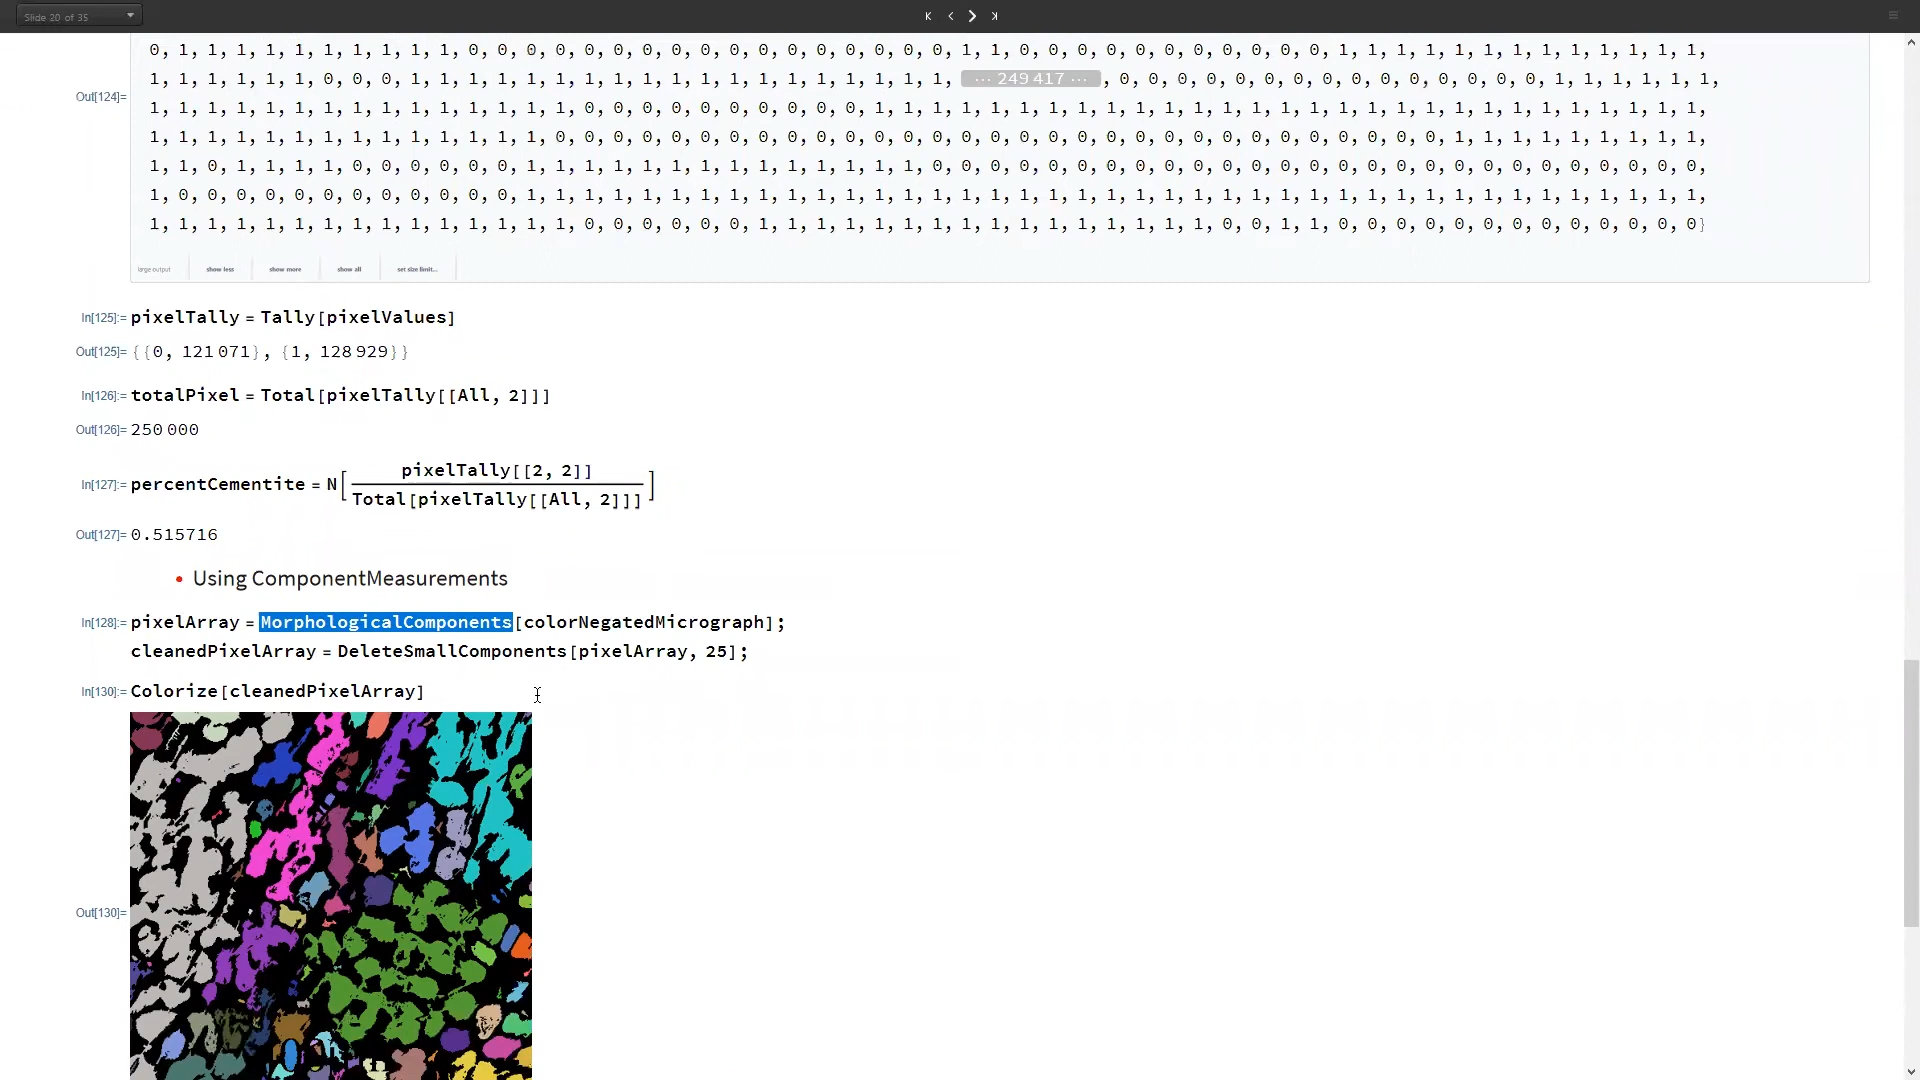 Slide 20 of 35
0, 1, 1, 1, 1, 1, 1, 1, 1, 1, 1, 0, 0, 0, 0, 0, 0, 0, 0, 0, 0, 0, 0, 0, 0, 0, 0, 0, 1, 1, 0, 0, 0, 0, 0, 0, 0, 0, 0, 0, 0, 1, 1, 1, 1, 1, 1, 1, 1, 1, 1, 1, 1, 1,
1, 1, 1, 1, 1, 1, 0, 0, 0, 1, 1, 1, 1, 1, 1, 1, 1, 1, 1, 1, 1, 1, 1, 1, 1, 1, 1, 1, ⋯ 249 417 ⋯ , 0, 0, 0, 0, 0, 0, 0, 0, 0, 0, 0, 0, 0, 0, 0, 1, 1, 1, 1, 1, 1,
Out[124]=
1, 1, 1, 1, 1, 1, 1, 1, 1, 1, 1, 1, 1, 1, 0, 0, 0, 0, 0, 0, 0, 0, 0, 0, 0, 1, 1, 1, 1, 1, 1, 1, 1, 1, 1, 1, 1, 1, 1, 1, 1, 1, 1, 1, 1, 1, 1, 1, 1, 1, 1, 1, 1, 1,
1, 1, 1, 1, 1, 1, 1, 1, 1, 1, 1, 1, 1, 1, 0, 0, 0, 0, 0, 0, 0, 0, 0, 0, 0, 0, 0, 0, 0, 0, 0, 0, 0, 0, 0, 0, 0, 0, 0, 0, 0, 0, 0, 0, 0, 1, 1, 1, 1, 1, 1, 1, 1, 1,
1, 1, 0, 1, 1, 1, 1, 0, 0, 0, 0, 0, 0, 1, 1, 1, 1, 1, 1, 1, 1, 1, 1, 1, 1, 1, 1, 0, 0, 0, 0, 0, 0, 0, 0, 0, 0, 0, 0, 0, 0, 0, 0, 0, 0, 0, 0, 0, 0, 0, 0, 0, 0, 0,
1, 0, 0, 0, 0, 0, 0, 0, 0, 0, 0, 0, 0, 1, 1, 1, 1, 1, 1, 1, 1, 1, 1, 1, 1, 1, 1, 1, 1, 1, 1, 1, 1, 1, 1, 1, 1, 1, 1, 1, 1, 1, 1, 1, 1, 1, 1, 1, 1, 1, 1, 1, 1, 1,
1, 1, 1, 1, 1, 1, 1, 1, 1, 1, 1, 1, 1, 1, 1, 0, 0, 0, 0, 0, 0, 1, 1, 1, 1, 1, 1, 1, 1, 1, 1, 1, 1, 1, 1, 1, 1, 0, 0, 1, 1, 0, 0, 0, 0, 0, 0, 0, 0, 0, 0, 0, 0, 0}
large output show less show more show all set size limit...
In[125]:= pixelTally = Tally[pixelValues]
Out[125]= {{0, 121 071}, {1, 128 929}}
In[126]:= totalPixel = Total[pixelTally[[All, 2]]]
Out[126]= 250 000
pixelTally[[2, 2]]
In[127]:= percentCementite = N[
Total[pixelTally[[All, 2]]]
]
Out[127]= 0.515716
• Using ComponentMeasurements
In[128]:= pixelArray = MorphologicalComponents[colorNegatedMicrograph];
cleanedPixelArray = DeleteSmallComponents[pixelArray, 25];
In[130]:= Colorize[cleanedPixelArray]
Out[130]=